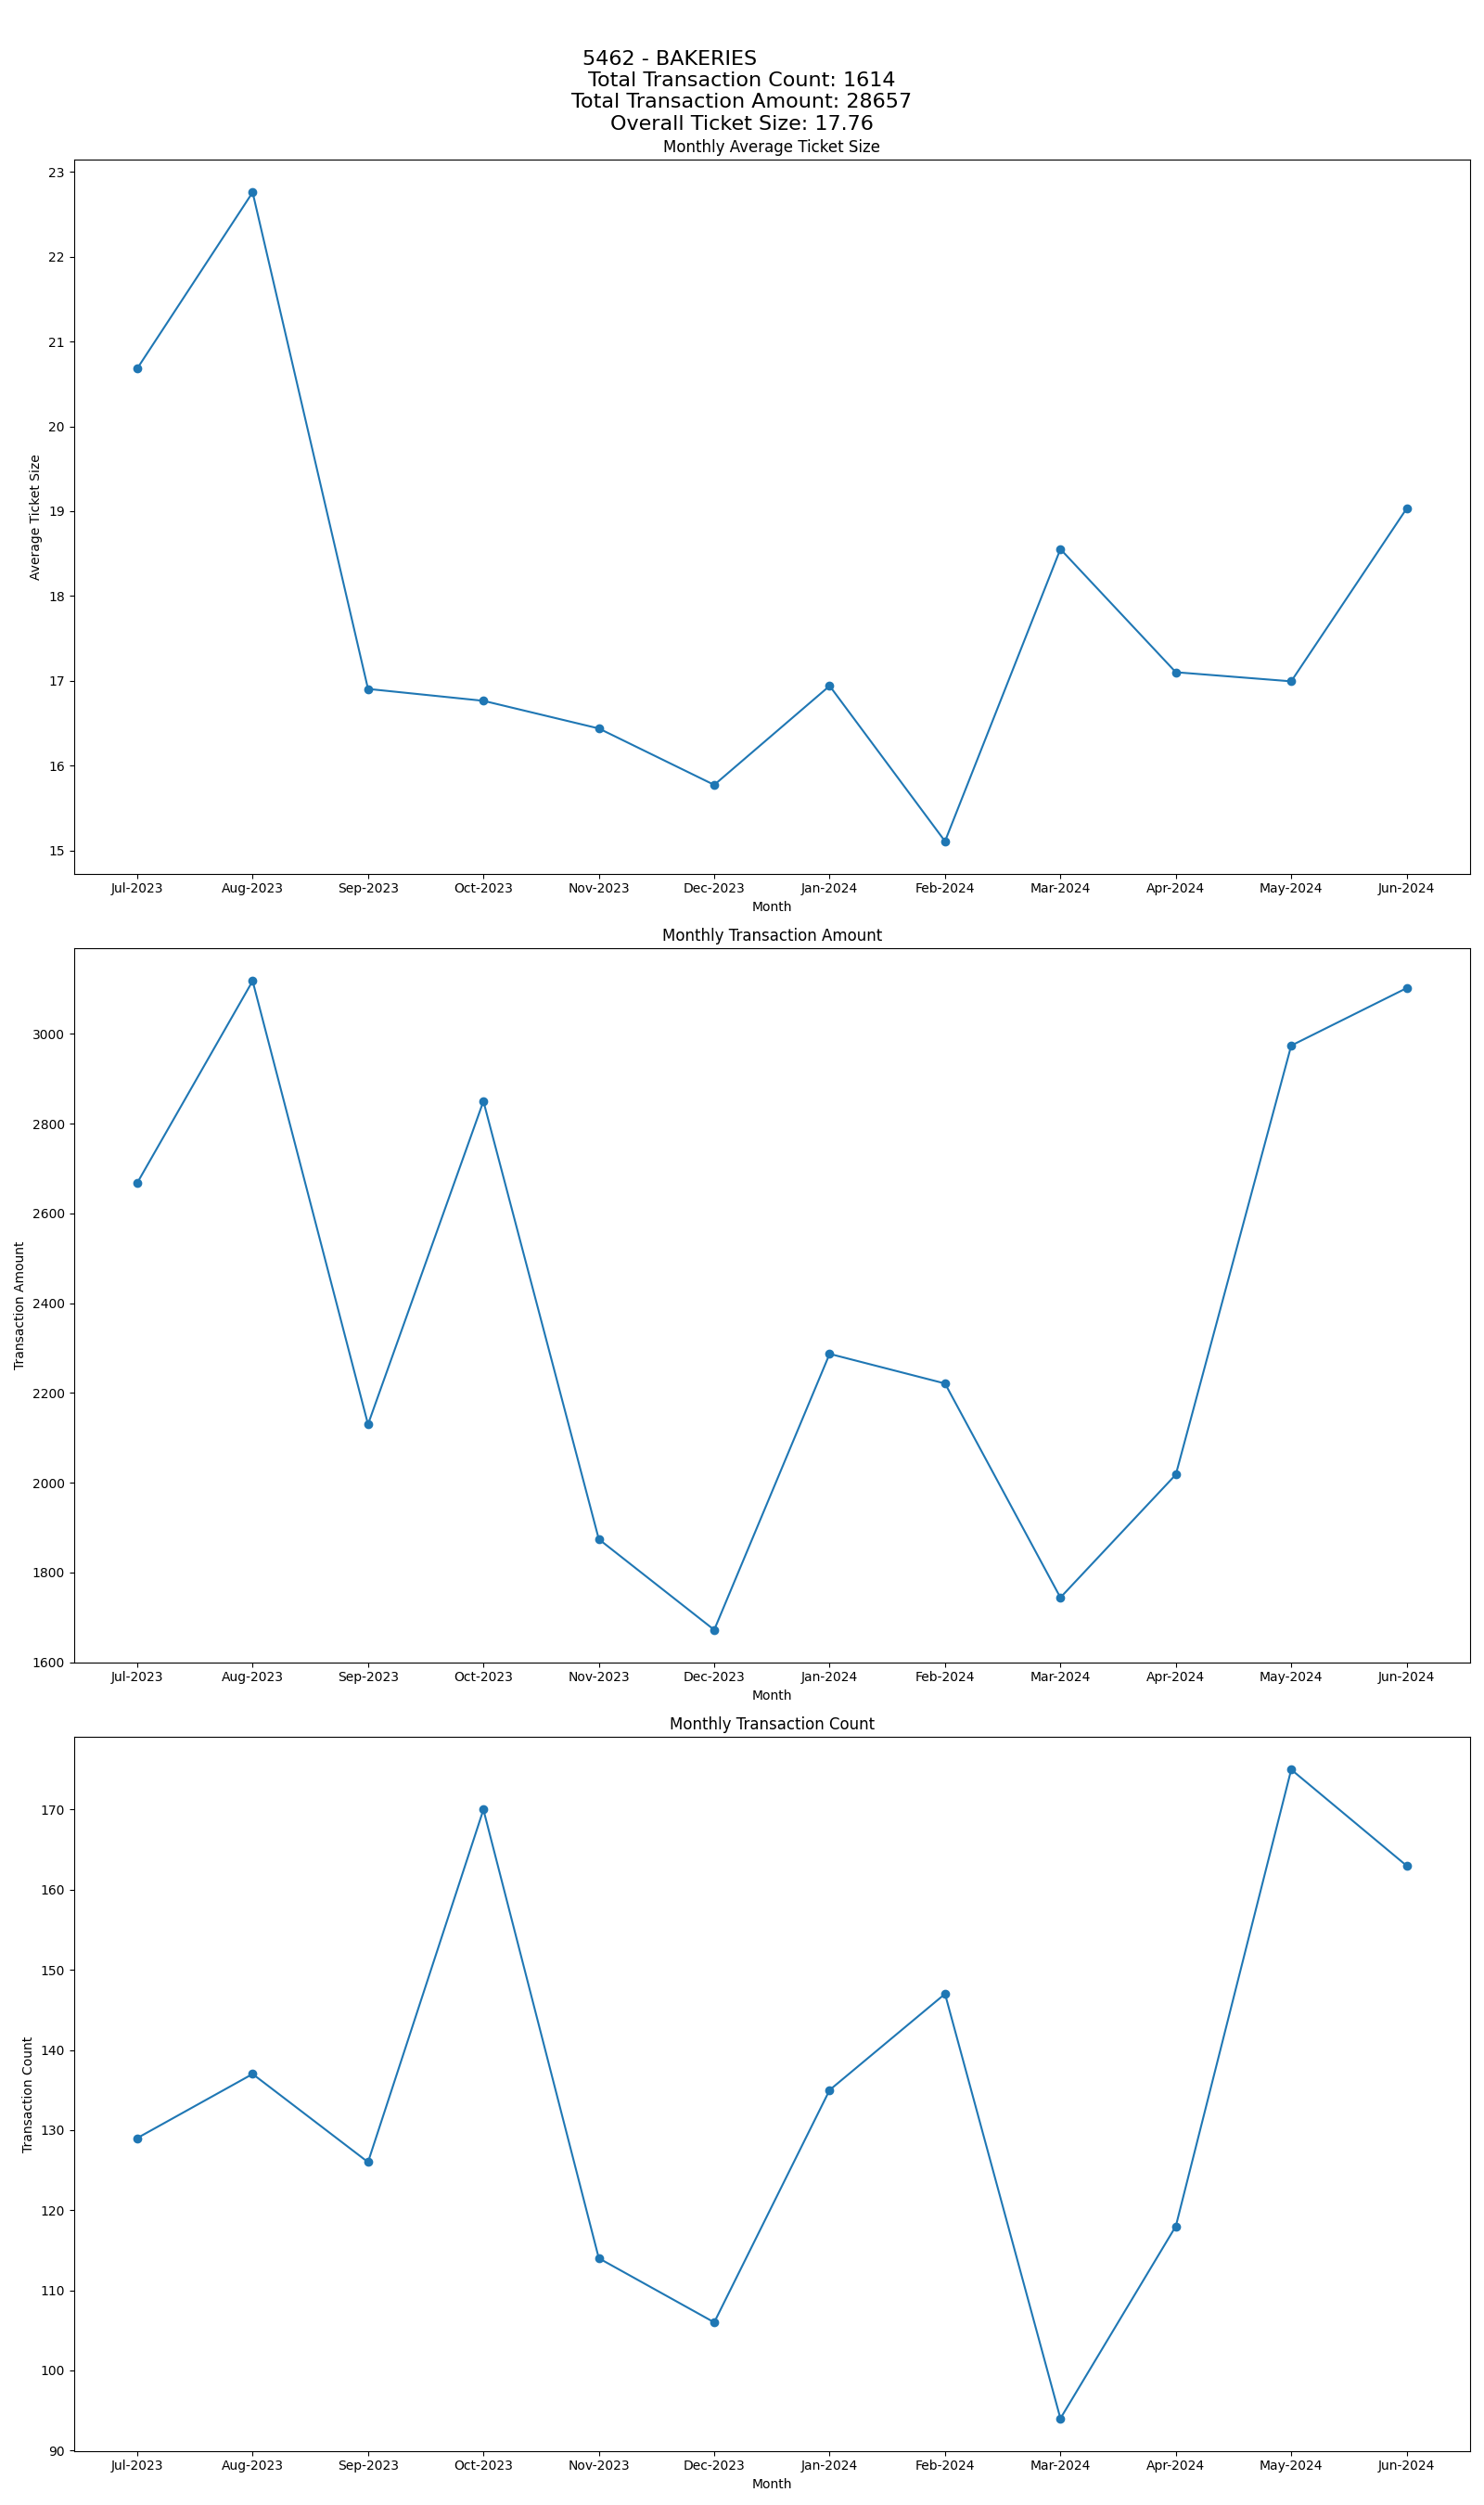 5462 - BAKERIES
Total Transaction Count: 1614
Total Transaction Amount: 28657
Overall Ticket Size: 17.76
Monthly Average Ticket Size
23
22
21
20
19
18
17
16
15
Average Ticket Size
Jul-2023 Aug-2023 Sep-2023 Oct-2023 Nov-2023 Dec-2023 Jan-2024 Feb-2024 Mar-2024 Apr-2024 May-2024 Jun-2024
Month
Monthly Transaction Amount
3000
2800
2600
2400
2200
2000
1800
1600
Transaction Amount
Jul-2023 Aug-2023 Sep-2023 Oct-2023 Nov-2023 Dec-2023 Jan-2024 Feb-2024 Mar-2024 Apr-2024 May-2024 Jun-2024
Month
Monthly Transaction Count
170
160
150
140
130
120
110
100
90
Transaction Count
Jul-2023 Aug-2023 Sep-2023 Oct-2023 Nov-2023 Dec-2023 Jan-2024 Feb-2024 Mar-2024 Apr-2024 May-2024 Jun-2024
Month